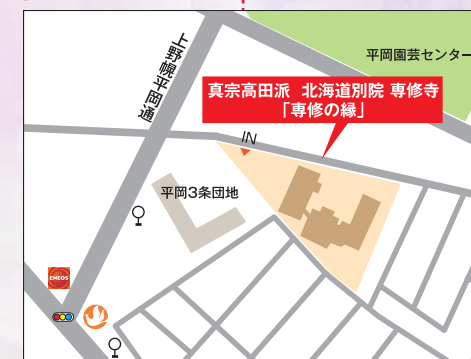 平岡園芸センター
上野幌平岡通
真宗高田派 北海道別院 専修寺
「専修の縁」
IN
平岡3条団地
ENEOS